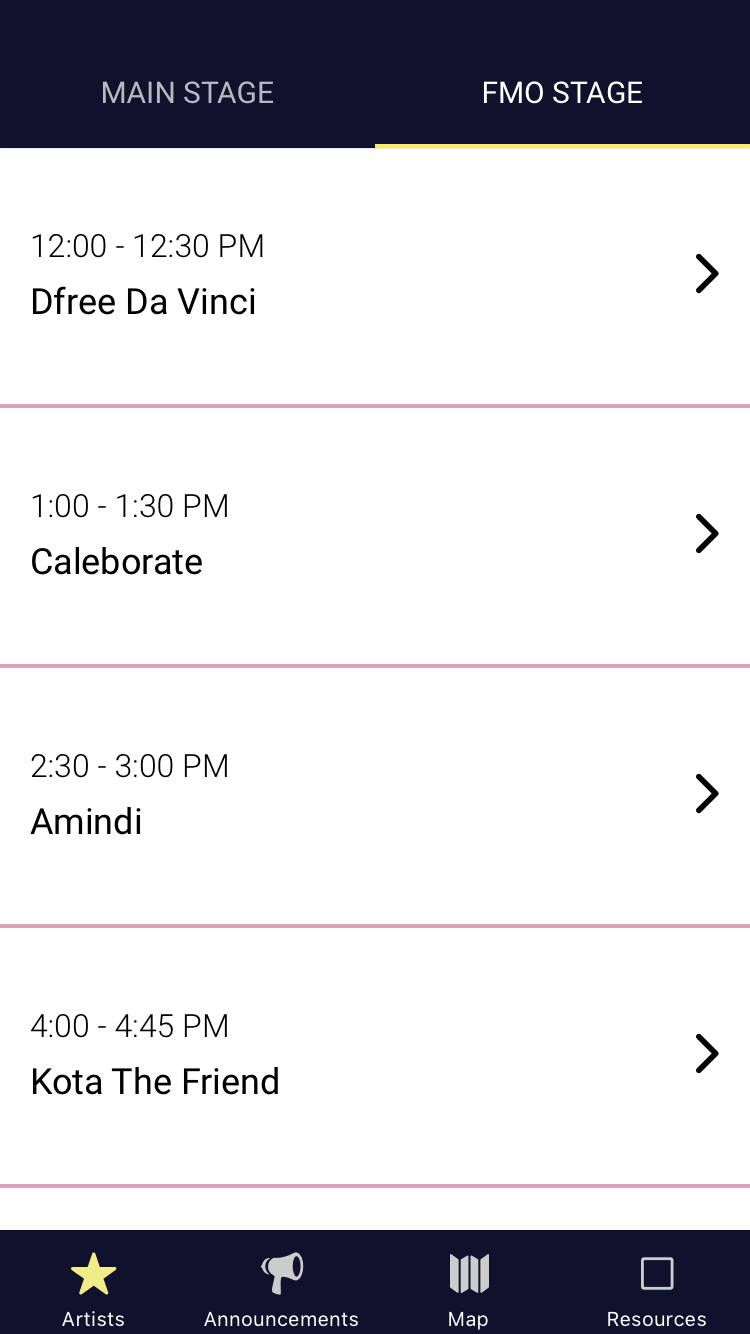 MAIN STAGE
FMO STAGE
12:00 - 12:30 PM
Dfree Da Vinci
1:00 - 1:30 PM
Caleborate
2:30 - 3:00 PM
Amindi
4:00 - 4:45 PM
Kota The Friend
Artists
Announcements
Map
Resources